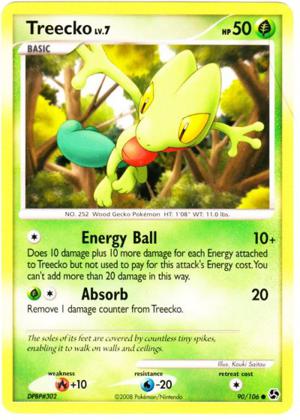 Treecko LV.7 HP 50
BASIC
NO. 252 Wood Gecko Pokémon HT: 1'08" WT: 11.0 lbs.
Energy Ball 10+
Does 10 damage plus 10 more damage for each Energy attached
to Treecko but not used to pay for this attack's Energy cost. You
can't add more than 20 damage in this way.
Absorb 20
Remove 1 damage counter from Treecko.
The soles of its feet are covered by countless tiny spikes,
enabling it to walk on walls and ceilings.
Illus. Kouki Saitou
weakness resistance retreat cost
+10 -20
DPBP#302 ©2008 Pokémon/Nintendo 90/106